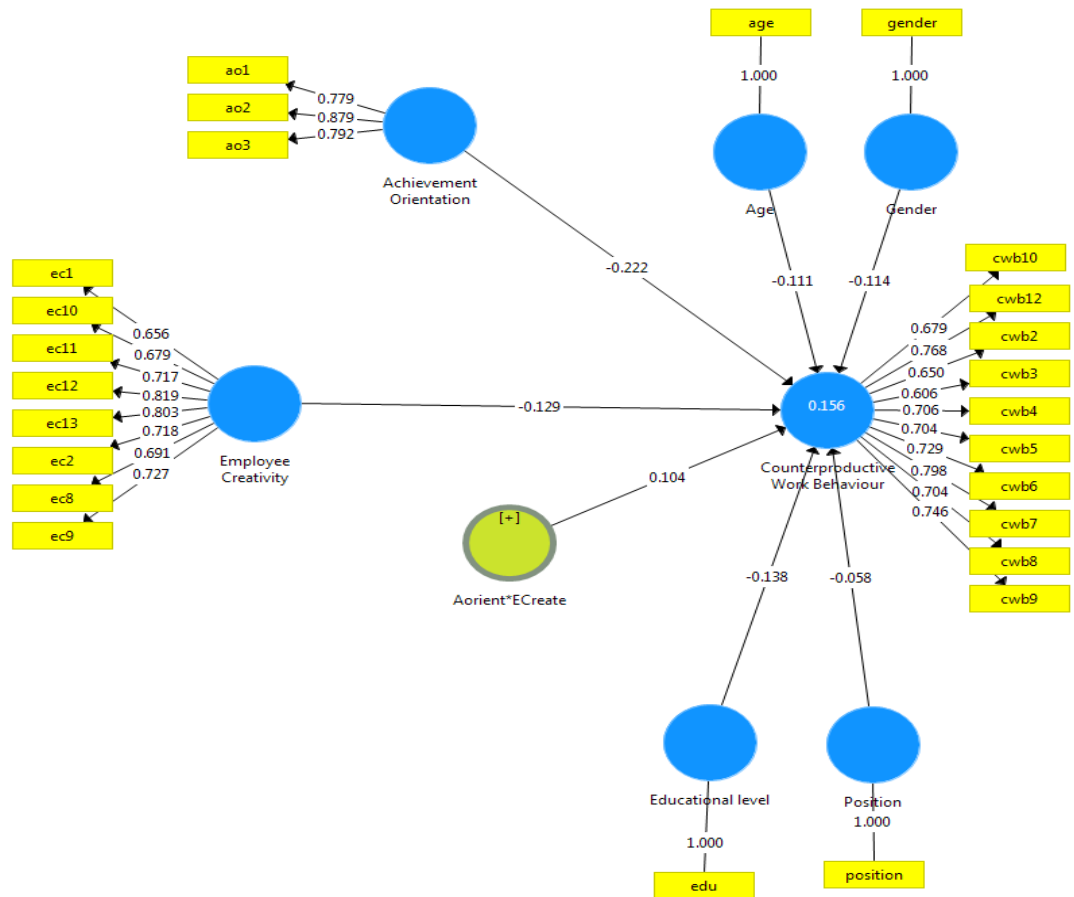 age
gender
1.000
1.000
ao1
ao2
ao3
0.779
0.879
0.792
Achievement
Orientation
Age
Gender
-0.222
-0.111
-0.114
ec1
ec10
ec11
ec12
ec13
ec2
ec8
ec9
0.656
0.679
0.717
0.819
0.803
0.718
0.691
0.727
Employee
Creativity
-0.129
0.156
Counterproductive
Work Behaviour
cwb10
cwb12
cwb2
cwb3
cwb4
cwb5
cwb6
cwb7
cwb8
cwb9
0.679
0.768
0.650
0.606
0.706
0.704
0.729
0.798
0.704
0.746
0.104
[+]
Aorient*ECreate
-0.138
-0.058
Educational level
Position
1.000
1.000
edu
position